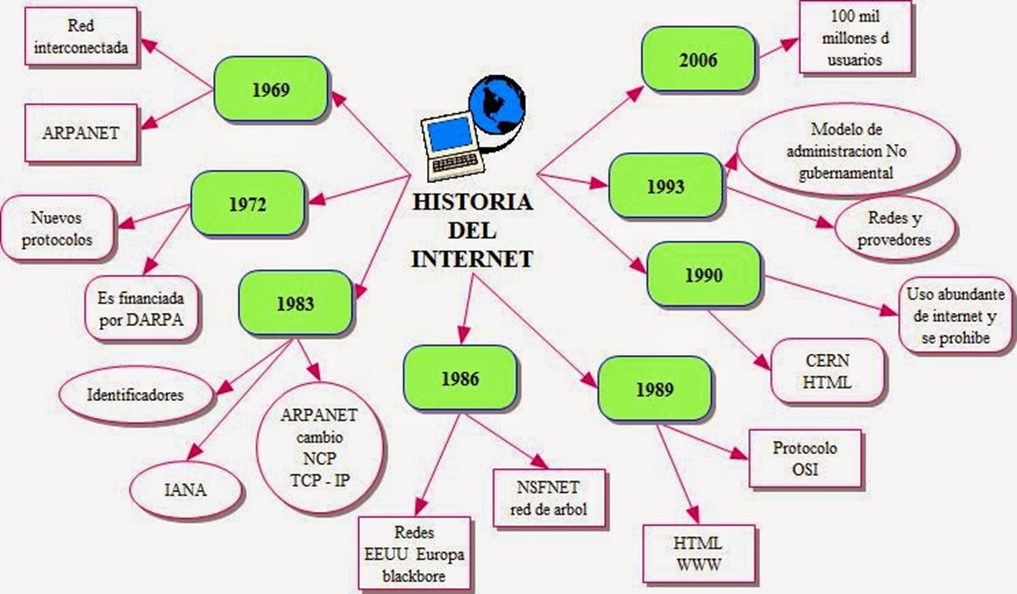 HISTORIA
DEL
INTERNET
1969
Red
interconectada
ARPANET
1972
Nuevos
protocolos
Es financiada
por DARPA
1983
Identificadores
IANA
ARPANET
cambio
NCP
TCP - IP
1986
Redes
EEUU Europa
blackbore
NSFNET
red de arbol
1989
HTML
WWW
Protocolo
OSI
1990
CERN
HTML
Uso abundante
de internet y
se prohibe
1993
Modelo de
administracion No
gubernamental
Redes y
provedores
2006
100 mil
millones d
usuarios